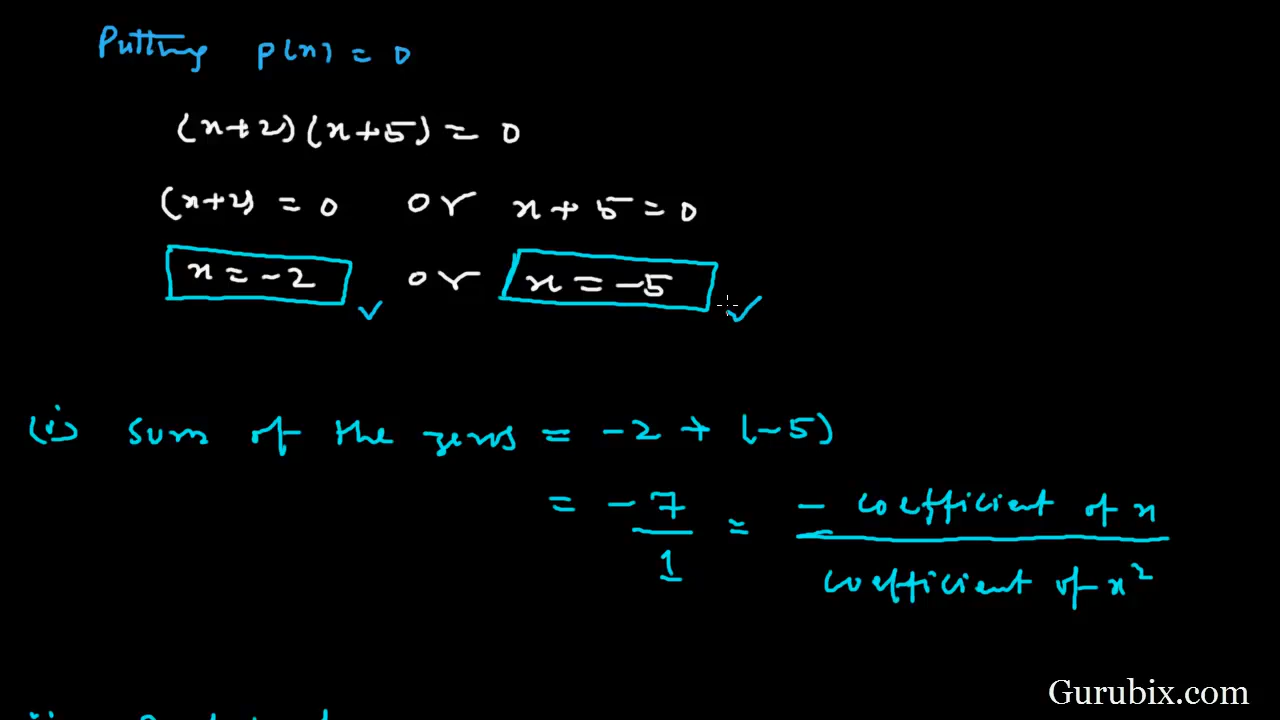 Putting p(x) = 0
(x+2)(x+5) = 0
(x+2) = 0 or x+5=0
x = -2 or x = -5
(i) sum of the zeros = -2 + (-5)
= -7/1 = - coefficient of x / coefficient of x²
Gurubix.com